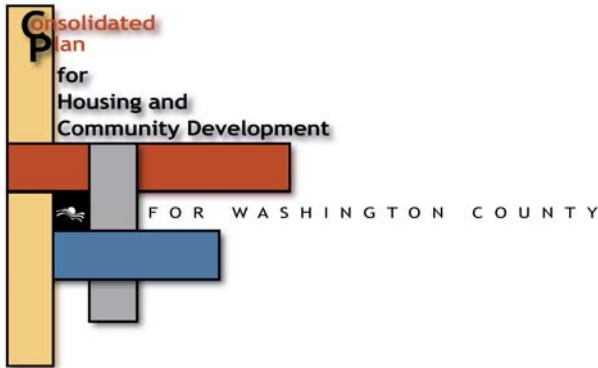 Consolidated
Plan
for
Housing and
Community Development
FOR WASHINGTON COUNTY